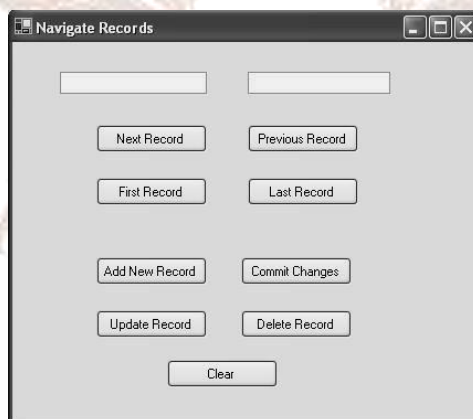 Navigate Records
Next Record Previous Record
First Record Last Record
Add New Record Commit Changes
Update Record Delete Record
Clear